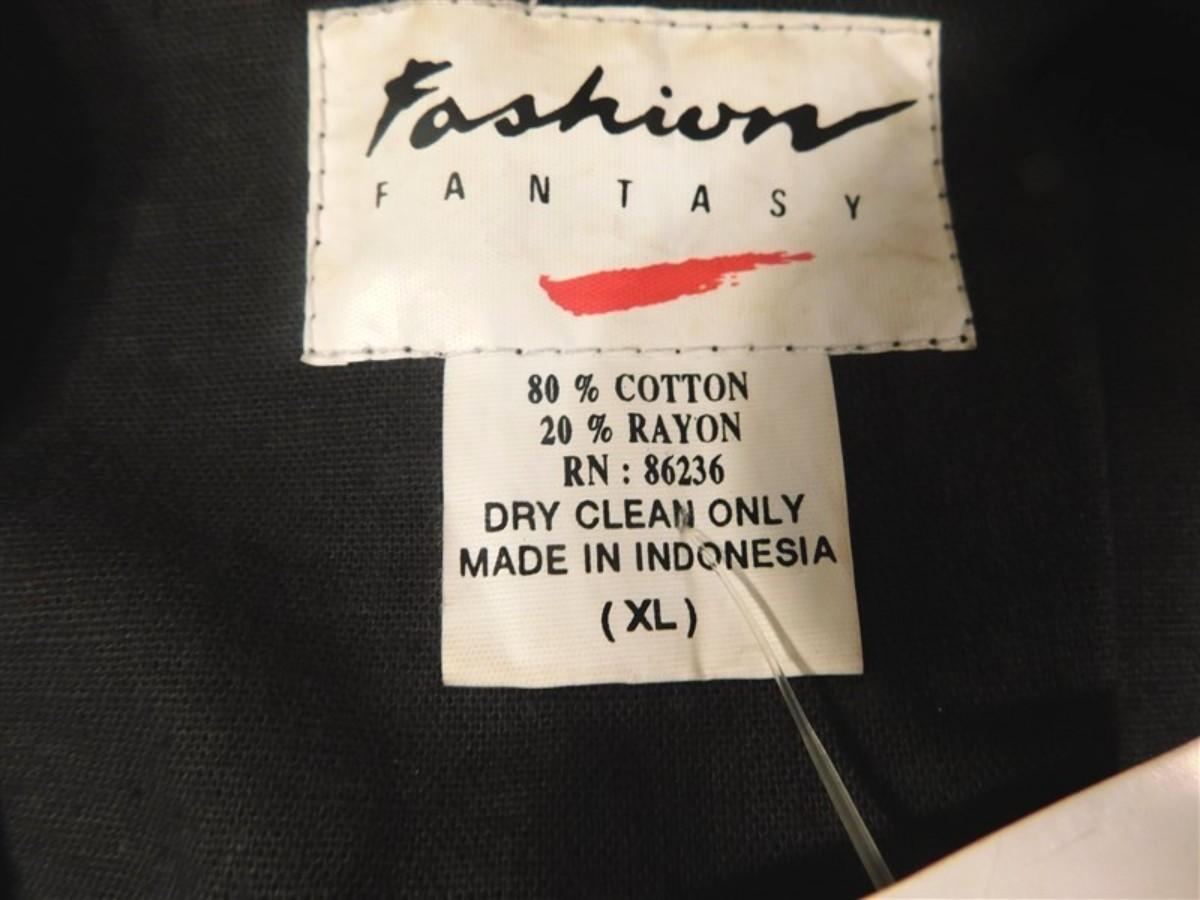 Fashion
FANTASY
80 % COTTON
20 % RAYON
RN : 86236
DRY CLEAN ONLY
MADE IN INDONESIA
( XL )